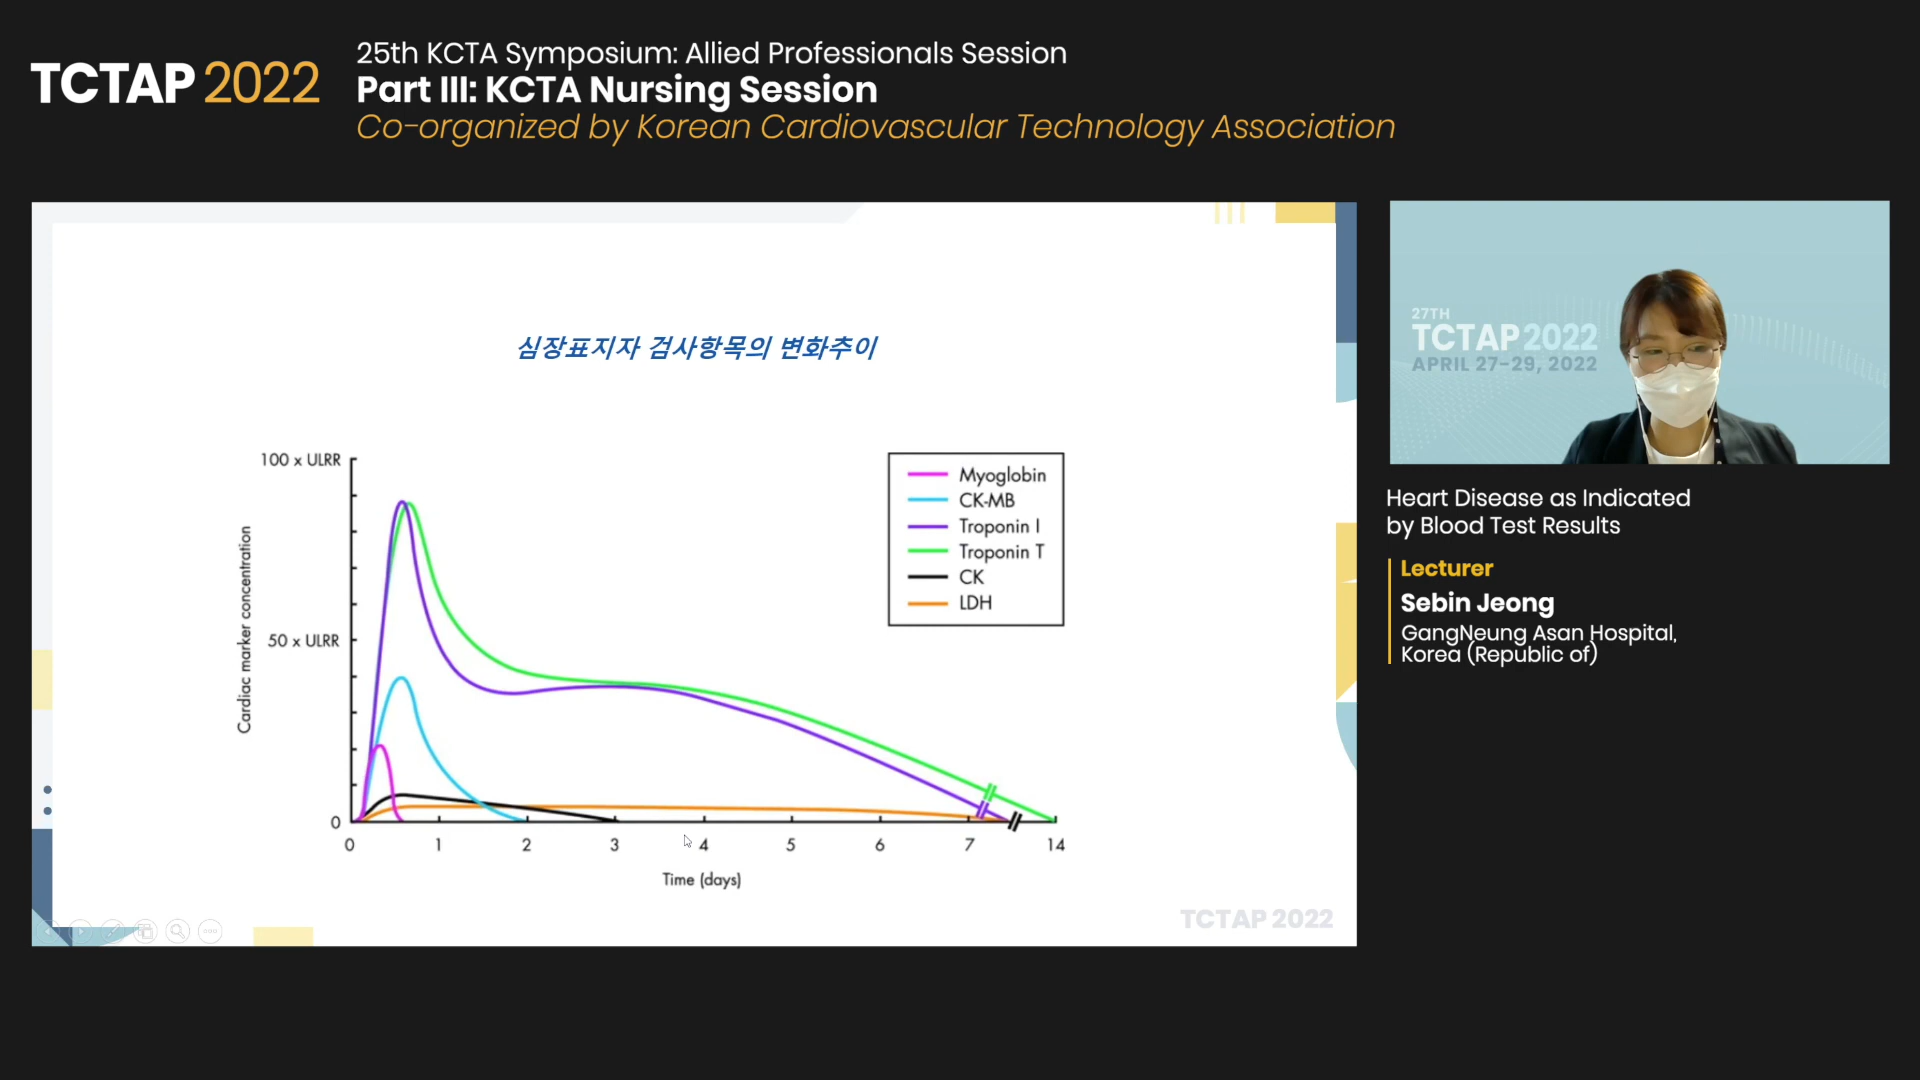 TCTAP 2022
25th KCTA Symposium: Allied Professionals Session
Part III: KCTA Nursing Session
Co-organized by Korean Cardiovascular Technology Association
심장표지자 검사항목의 변화추이
100 x ULRR
50 x ULRR
0
Cardiac marker concentration
Myoglobin
CK-MB
Troponin I
Troponin T
CK
LDH
0 1 2 3 4 5 6 7 14
Time (days)
TCTAP 2022
27TH
TCTAP 2022
APRIL 27-29, 2022
Heart Disease as Indicated
by Blood Test Results
Lecturer
Sebin Jeong
GangNeung Asan Hospital,
Korea (Republic of)